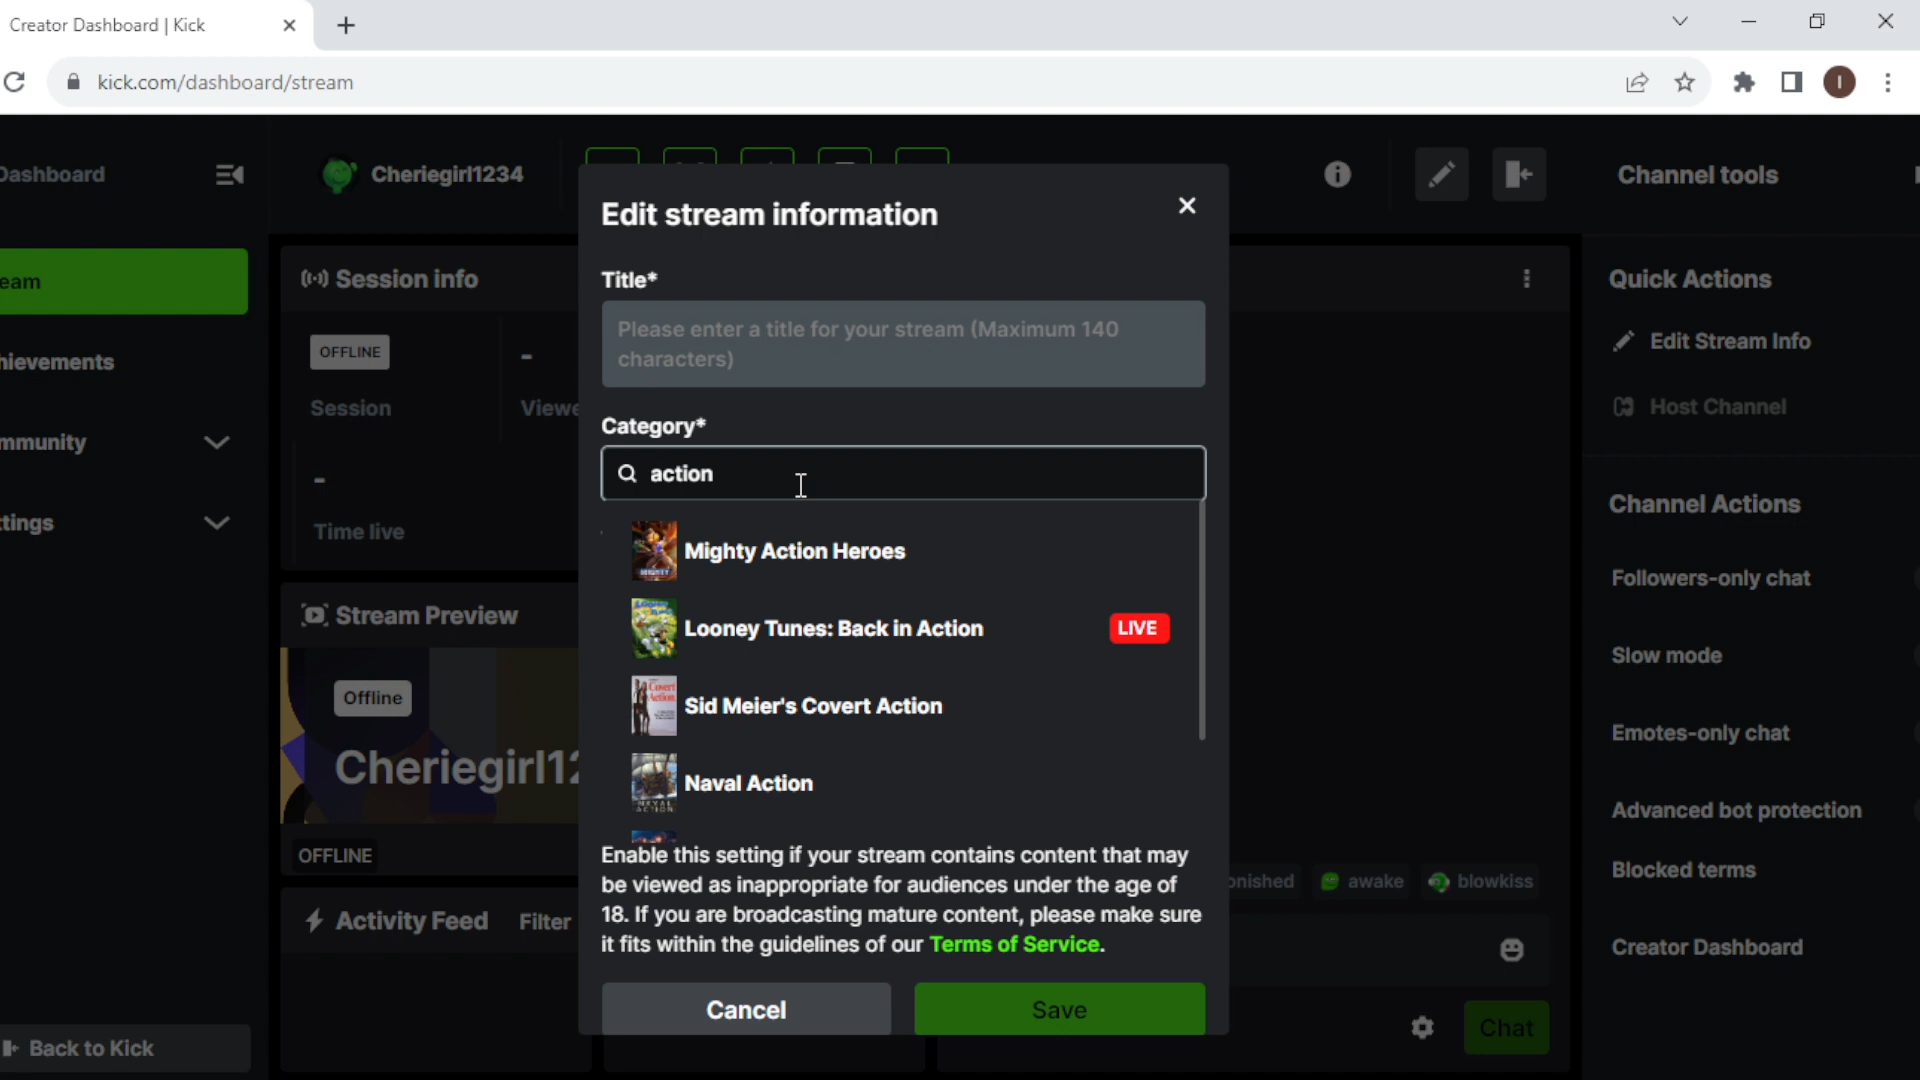 Creator Dashboard | Kick
kick.com/dashboard/stream
I
Dashboard
Cheriegirl1234
Channel tools
Edit stream information
eam
hievements
mmunity
ttings
Back to Kick
Session info
OFFLINE
-
Session
Viewe
-
Time live
Stream Preview
Offline
Cheriegirl12
OFFLINE
Activity Feed Filter
Title*
Please enter a title for your stream (Maximum 140
characters)
Category*
action
Mighty Action Heroes
Looney Tunes: Back in Action
LIVE
Sid Meier's Covert Action
Naval Action
Enable this setting if your stream contains content that may
be viewed as inappropriate for audiences under the age of
18. If you are broadcasting mature content, please make sure
it fits within the guidelines of our Terms of Service.
Cancel
Save
onished
awake
blowkiss
Chat
Quick Actions
Edit Stream Info
Host Channel
Channel Actions
Followers-only chat
Slow mode
Emotes-only chat
Advanced bot protection
Blocked terms
Creator Dashboard